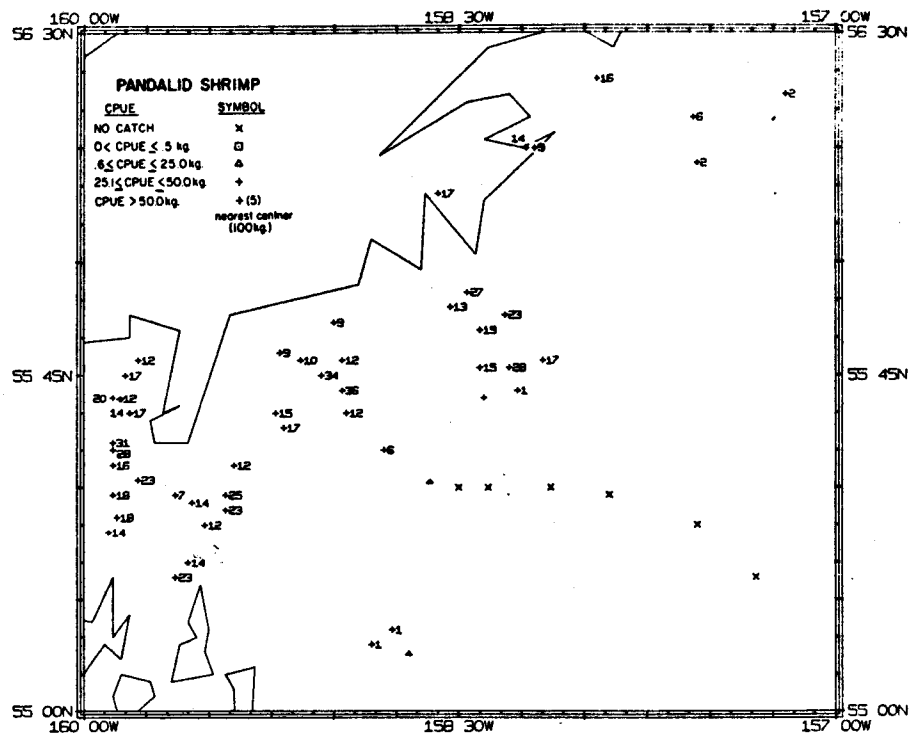 160 00W 158 30W 157 00W
56 30N 56 30N
PANDALID SHRIMP
CPUE SYMBOL
NO CATCH x
0 < CPUE ≤ .5 kg.
.6 ≤ CPUE ≤ 25.0 kg.
25.1 ≤ CPUE ≤ 50.0 kg. +
CPUE > 50.0 kg. + (5)
nearest centner
(100 kg.)
+16
+2
+6
14 +9
+2
+17
+27
+13 +23
+9 +19
+9 +10 +12 +17
+12 +15 +28
55 45N +17 +34 55 45N
+36 +1
20 +12
14 +17 +15 +12
+17
+31
28 +6
+16 +12
+23
+18 +7 +25
+14 +23
+18 +12
+14
+14
+23
+1
+1
55 00N 55 00N
160 00W 158 30W 157 00W